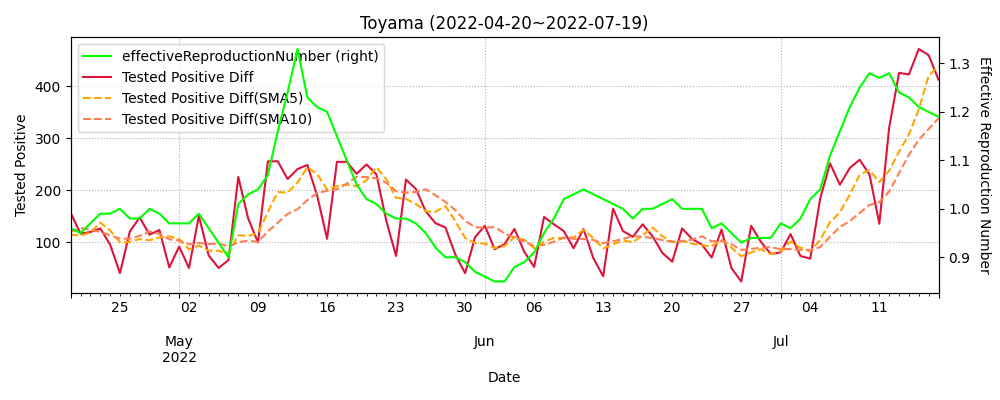 Toyama (2022-04-20~2022-07-19)
effectiveReproductionNumber (right)
Tested Positive Diff
Tested Positive Diff(SMA5)
Tested Positive Diff(SMA10)
Tested Positive
400
300
200
100
1.3
1.2
1.1
1.0
0.9
Effective Reproduction Number
25 02 09 16 23 30 06 13 20 27 04 11
May Jun Jul
2022
Date